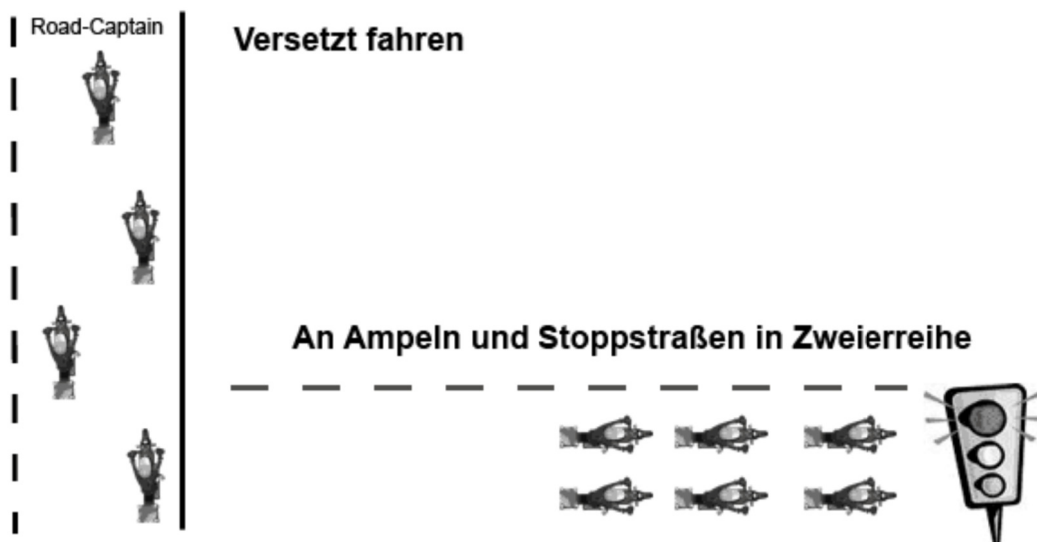 Road-Captain
Versetzt fahren
An Ampeln und Stoppstraßen in Zweierreihe